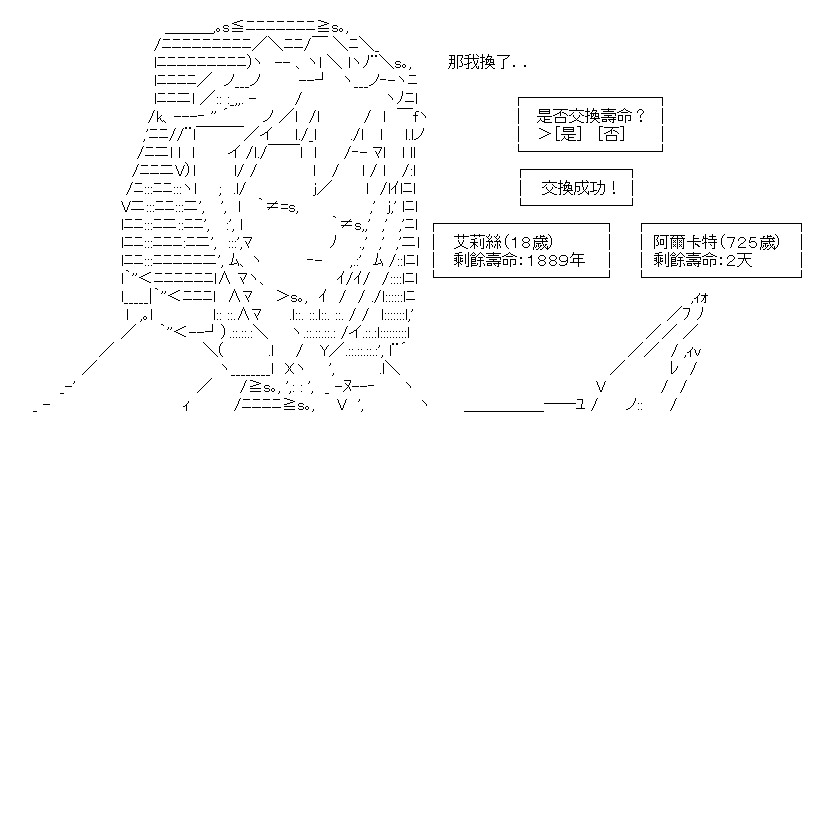 那我換了..
是否交換壽命？
＞[是]　[否]
交換成功！
艾莉絲(18歲)
剩餘壽命:1889年
阿爾卡特(725歲)
剩餘壽命:2天